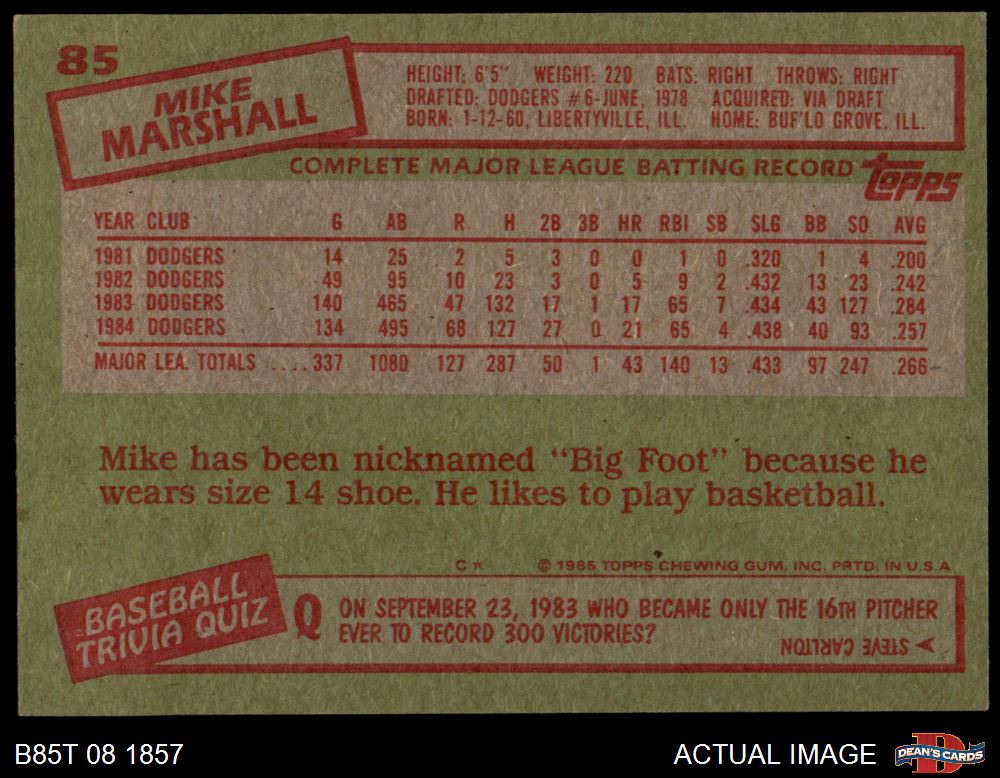 85
MIKE
MARSHALL
HEIGHT: 6'5" WEIGHT: 220 BATS: RIGHT THROWS: RIGHT
DRAFTED: DODGERS #6-JUNE, 1978 ACQUIRED: VIA DRAFT
BORN: 1-12-60, LIBERTYVILLE, ILL. HOME: BUF'LO GROVE, ILL.
COMPLETE MAJOR LEAGUE BATTING RECORD topps
YEAR CLUB G AB R H 2B 3B HR RBI SB SLG BB SO AVG
1981 DODGERS 14 25 2 5 3 0 0 1 0 .320 1 4 .200
1982 DODGERS 49 95 10 23 3 0 5 9 2 .432 13 23 .242
1983 DODGERS 140 465 47 132 17 1 17 65 7 .434 43 127 .284
1984 DODGERS 134 495 68 127 27 0 21 65 4 .438 40 93 .257
MAJOR LEA. TOTALS ....337 1080 127 287 50 1 43 140 13 .433 97 247 .266
Mike has been nicknamed "Big Foot" because he
wears size 14 shoe. He likes to play basketball.
C* © 1985 TOPPS CHEWING GUM, INC. PRTD. IN U.S.A
BASEBALL
TRIVIA QUIZ
Q ON SEPTEMBER 23, 1983 WHO BECAME ONLY THE 16TH PITCHER
EVER TO RECORD 300 VICTORIES?
STEVE CARLTON
B85T 08 1857 ACTUAL IMAGE DEAN'S CARDS